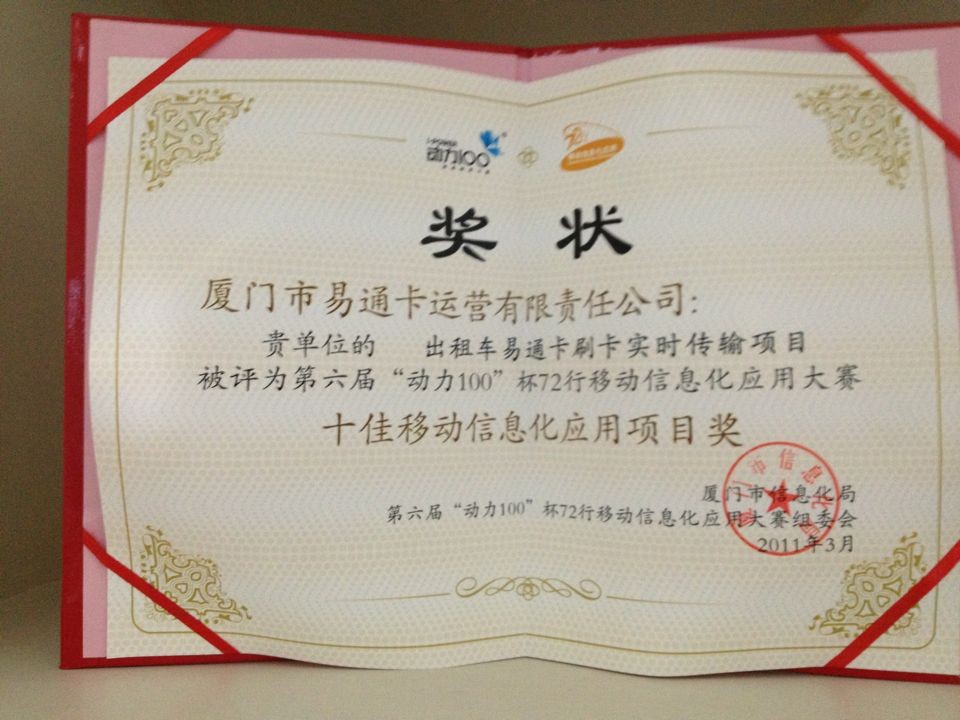 动力100
奖 状
厦门市易通卡运营有限责任公司：
贵单位的 出租车易通卡刷卡实时传输项目
被评为第六届“动力100”杯72行移动信息化应用大赛
十佳移动信息化应用项目奖
厦门市信息化局
第六届“动力100”杯72行移动信息化应用大赛组委会
2011年3月